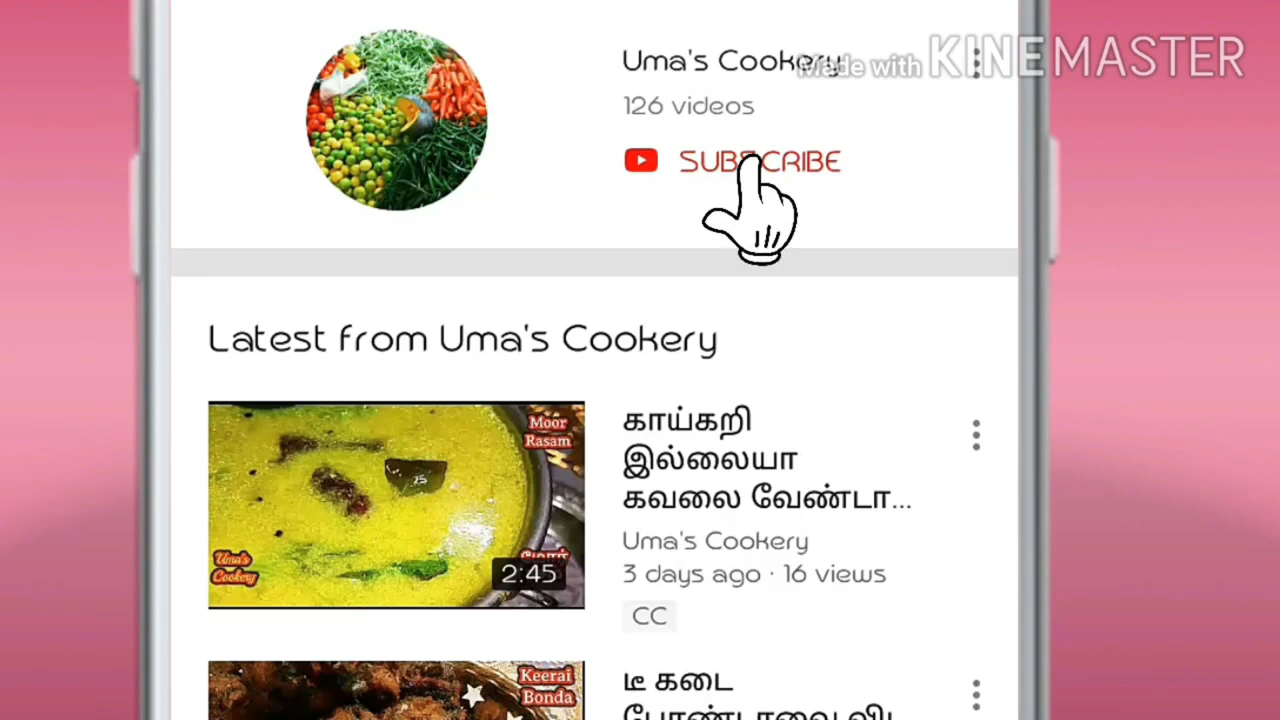 Uma's Cookery
Made with KINEMASTER
126 videos
SUBSCRIBE
Latest from Uma's Cookery
Moor
Rasam
காய்கறி
இல்லையா
கவலை வேண்டா...
Uma's
Cookery
மோர்
2:45
Uma's Cookery
3 days ago · 16 views
CC
Keerai
Bonda
டீ கடை